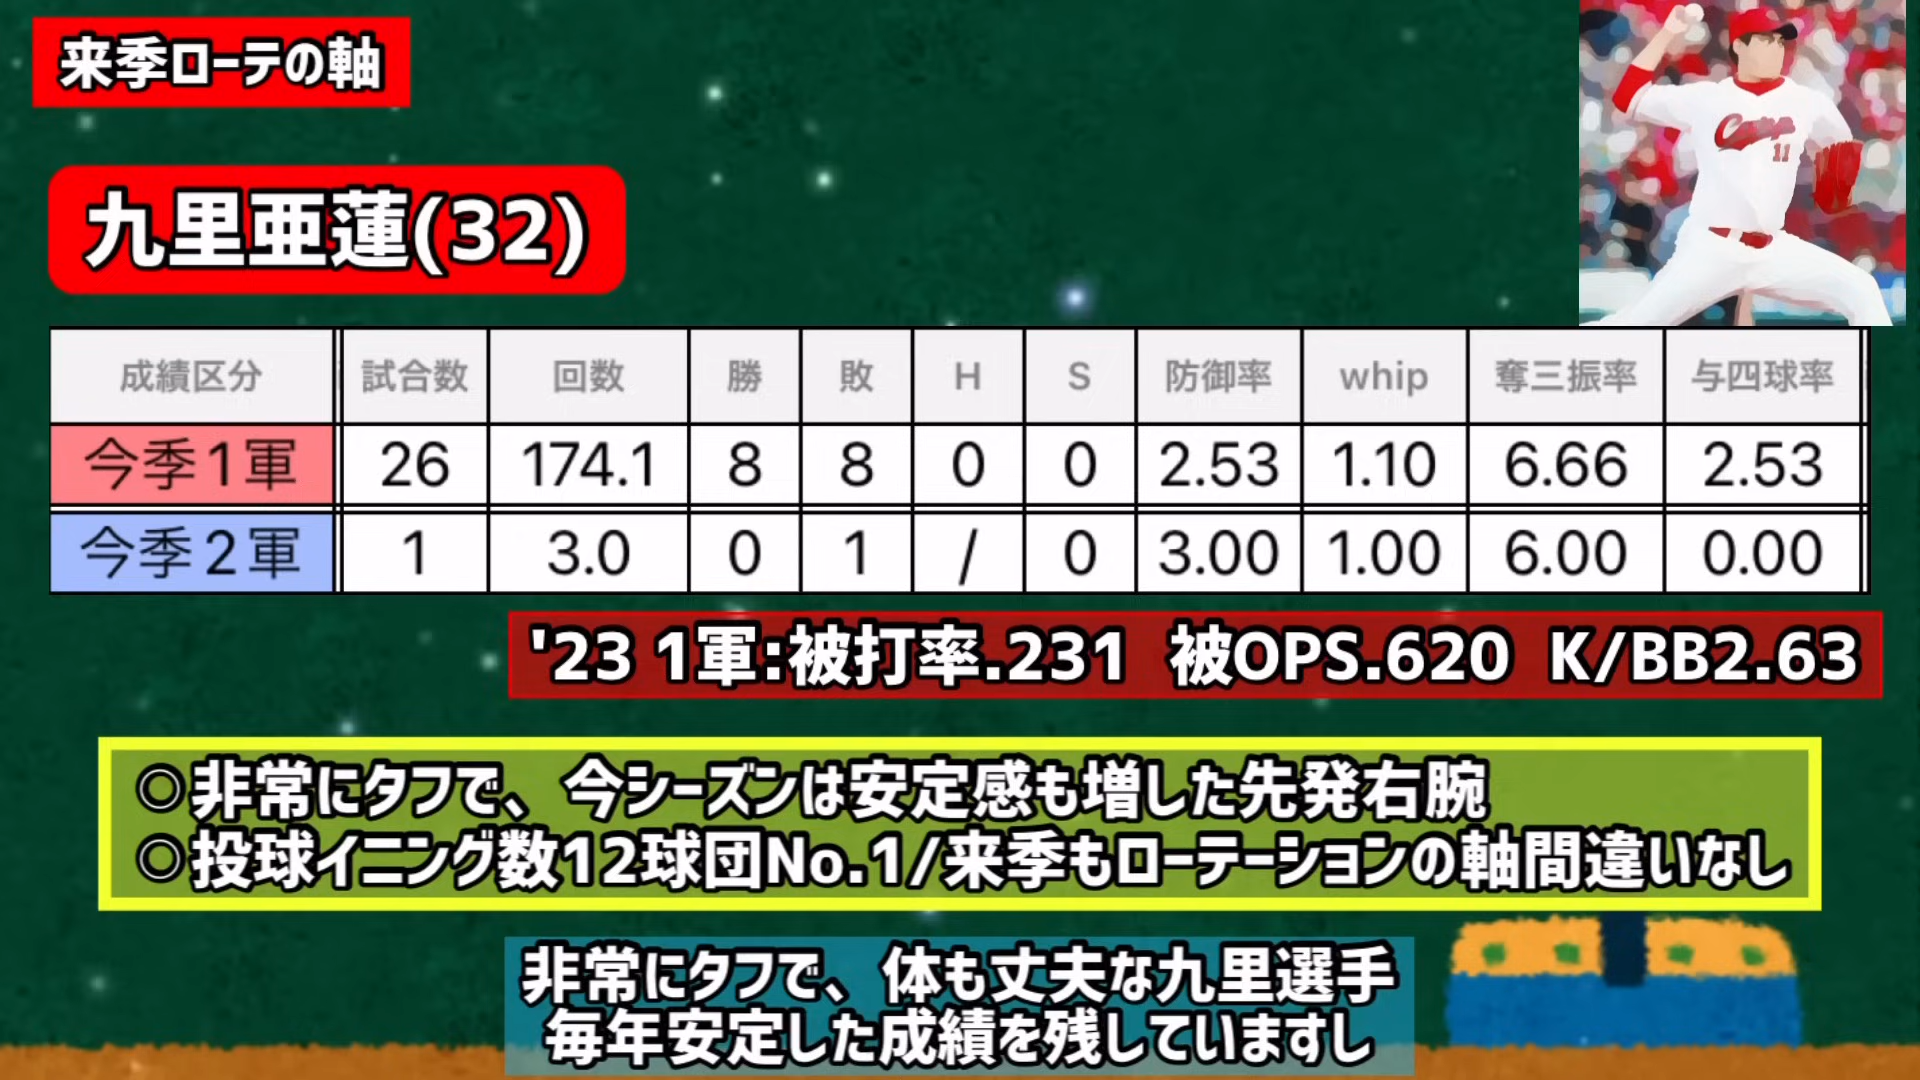 来季ローテの軸
Carp
11
九里亜蓮(32)
成績区分 試合数 回数 勝 敗 H S 防御率 whip 奪三振率 与四球率
今季1軍 26 174.1 8 8 0 0 2.53 1.10 6.66 2.53
今季2軍 1 3.0 0 1 / 0 3.00 1.00 6.00 0.00
'23 1軍:被打率.231 被OPS.620 K/BB2.63
○非常にタフで、今シーズンは安定感も増した先発右腕
○投球イニング数12球団No.1/来季もローテーションの軸間違いなし
非常にタフで、体も丈夫な九里選手
毎年安定した成績を残していますし